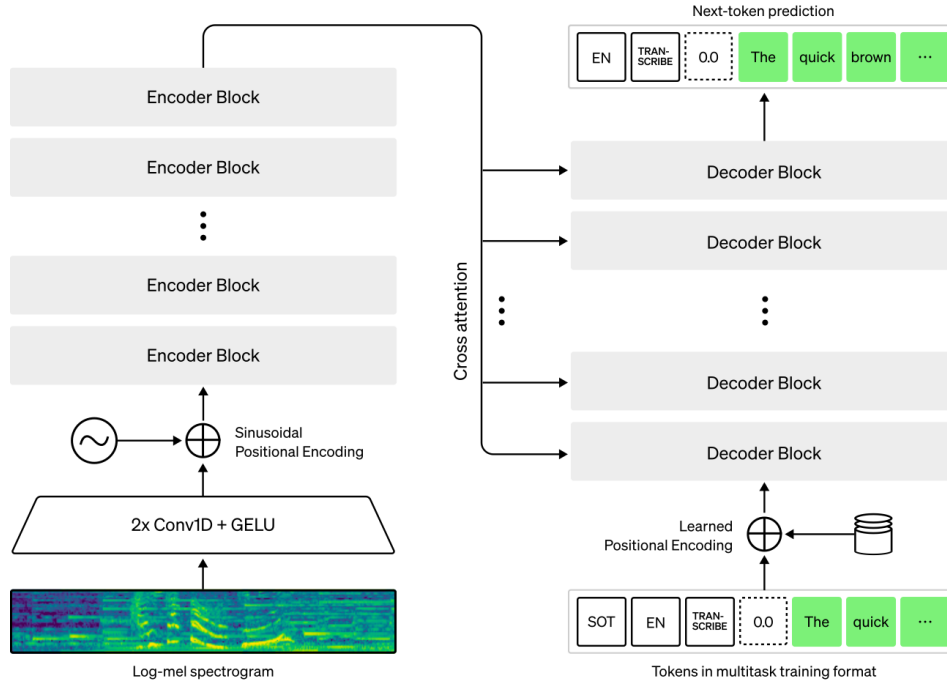 Next-token prediction
EN TRAN-SCRIBE 0.0 The quick brown ...
Encoder Block
Encoder Block
Encoder Block
Encoder Block
Sinusoidal
Positional Encoding
2x Conv1D + GELU
Log-mel spectrogram
Cross attention
Decoder Block
Decoder Block
Decoder Block
Decoder Block
Learned
Positional Encoding
SOT EN TRAN-SCRIBE 0.0 The quick ...
Tokens in multitask training format